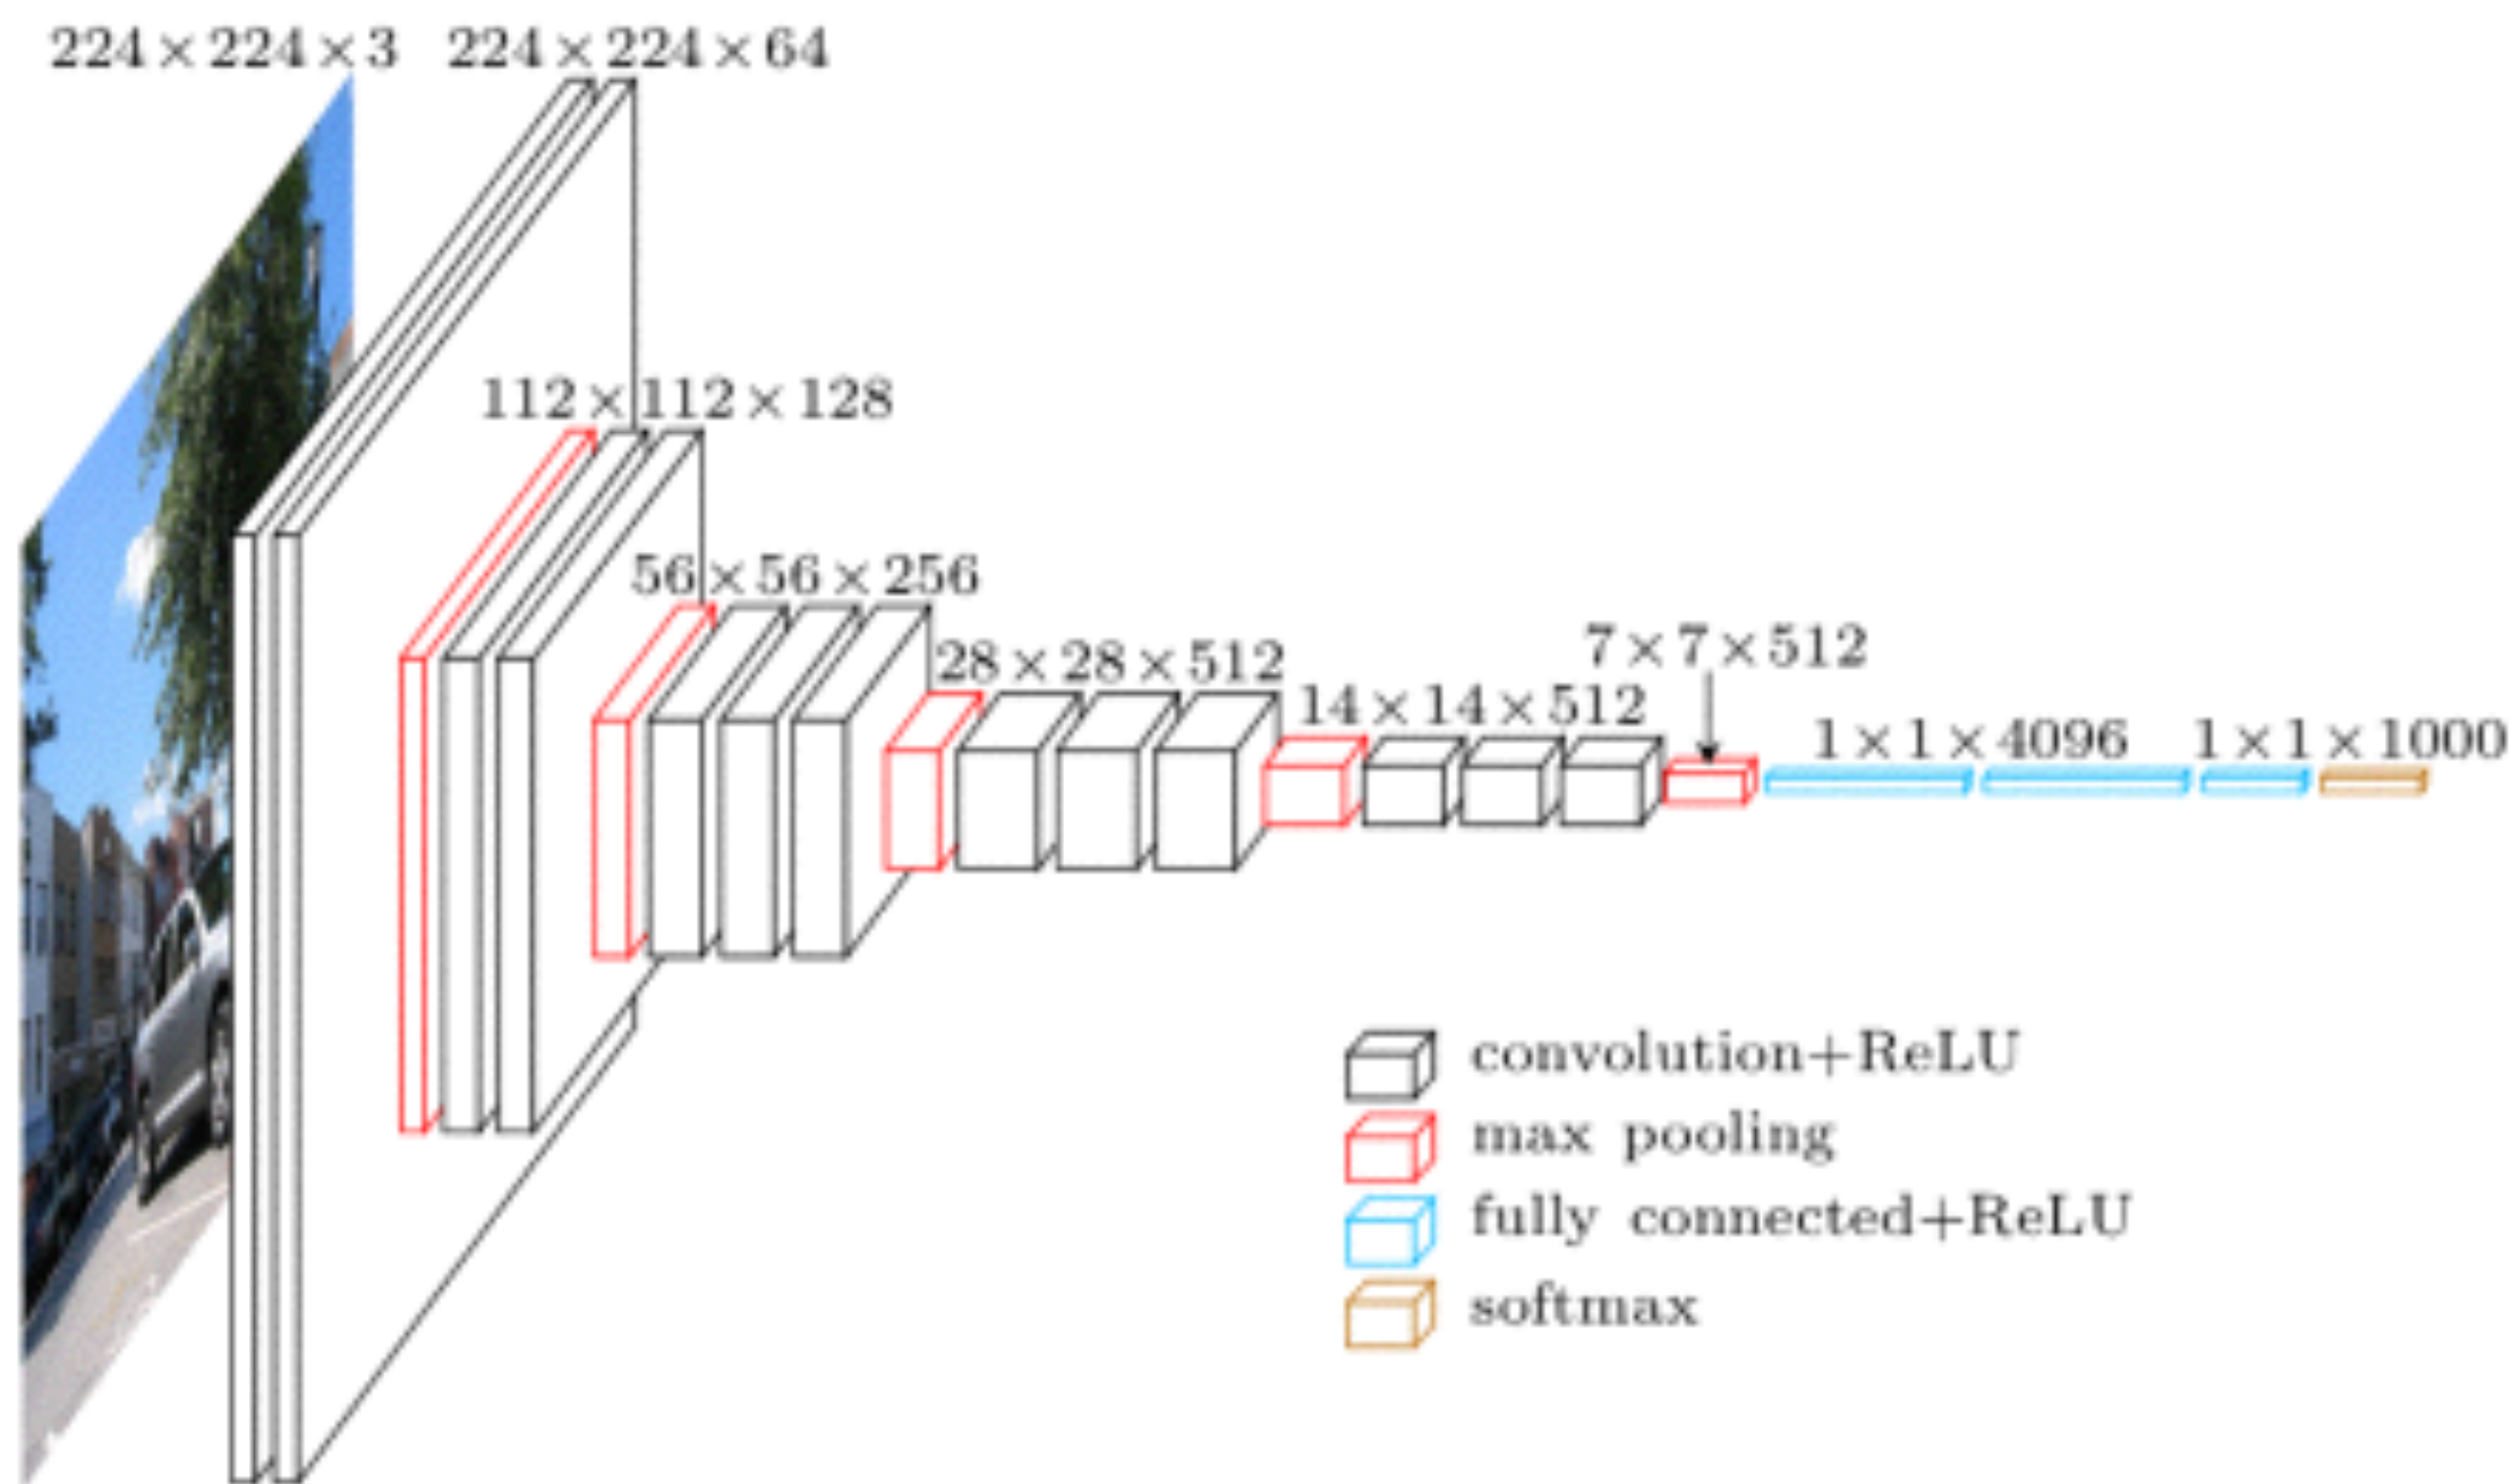 224×224×3
224×224×64
112×112×128
56×56×256
28×28×512
14×14×512
7×7×512
1×1×4096
1×1×1000
convolution+ReLU
max pooling
fully connected+ReLU
softmax